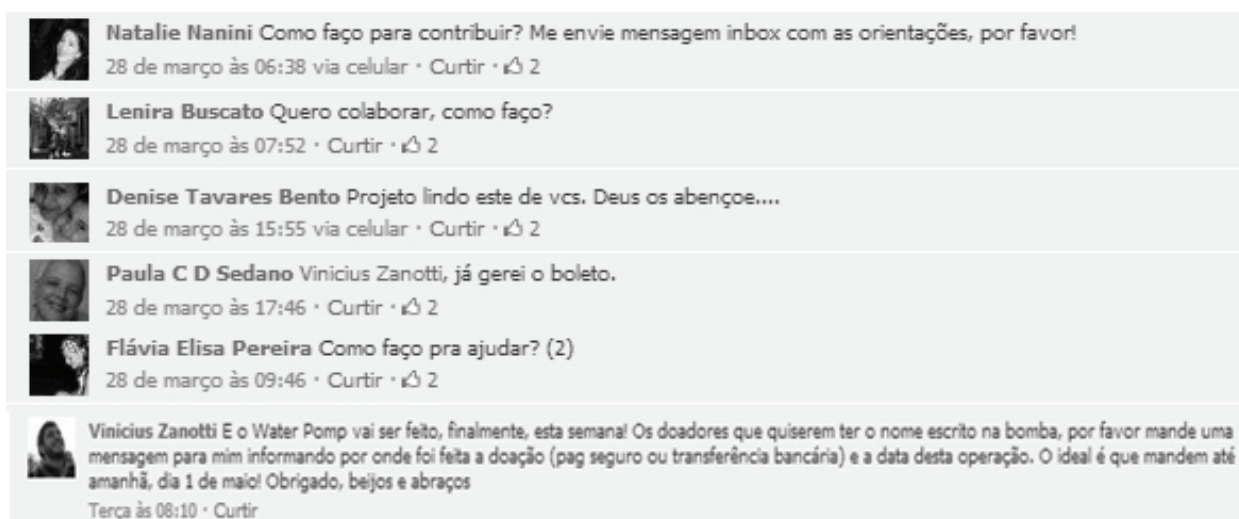 Natalie Nanini Como faço para contribuir? Me envie mensagem inbox com as orientações, por favor!
28 de março às 06:38 via celular · Curtir · 2
Lenira Buscato Quero colaborar, como faço?
28 de março às 07:52 · Curtir · 2
Denise Tavares Bento Projeto lindo este de vcs. Deus os abençoe....
28 de março às 15:55 via celular · Curtir · 2
Paula C D Sedano Vinicius Zanotti, já gerei o boleto.
28 de março às 17:46 · Curtir · 2
Flávia Elisa Pereira Como faço pra ajudar? (2)
28 de março às 09:46 · Curtir · 2
Vinicius Zanotti E o Water Pomp vai ser feito, finalmente, esta semana! Os doadores que quiserem ter o nome escrito na bomba, por favor mande uma
mensagem para mim informando por onde foi feita a doação (pag seguro ou transferência bancária) e a data desta operação. O ideal é que mandem até
amanhã, dia 1 de maio! Obrigado, beijos e abraços
Terça às 08:10 · Curtir